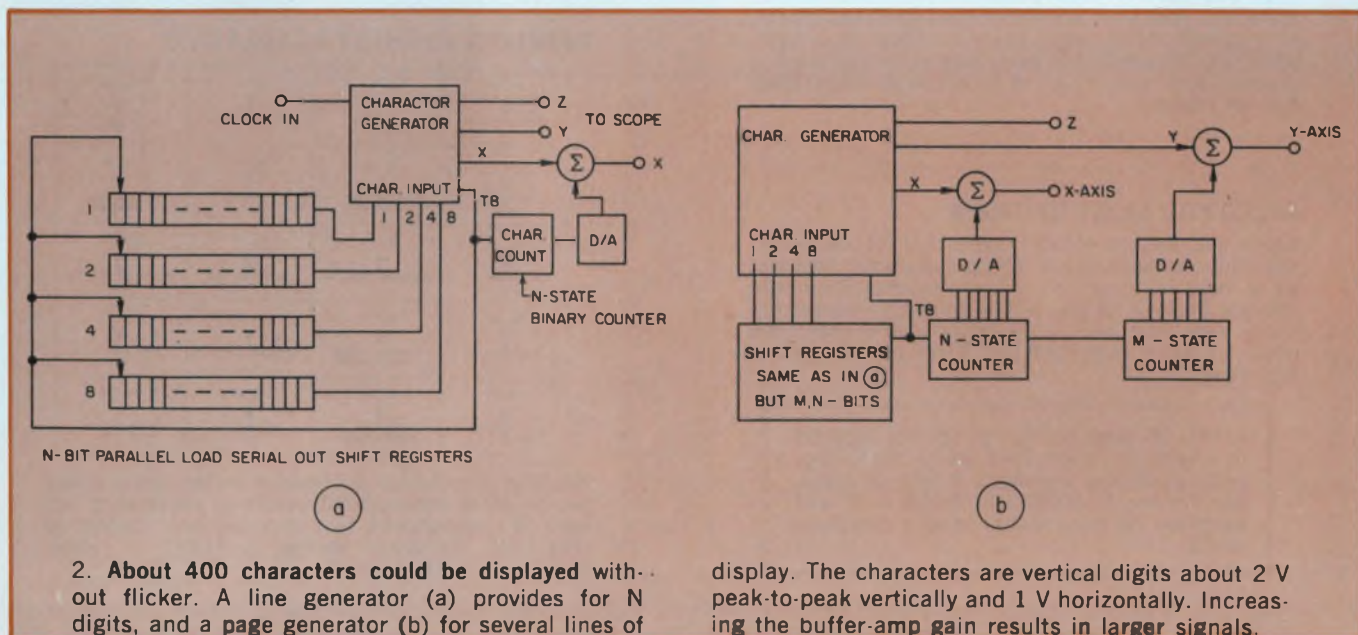 CLOCK IN
CHARACTOR
GENERATOR
Z
Y
TO SCOPE
X
Σ
X
CHAR. INPUT
1 2 4 8
TB
CHAR.
COUNT
D/A
N-STATE
BINARY COUNTER
1
2
4
8
N-BIT PARALLEL LOAD SERIAL OUT SHIFT REGISTERS
a
CHAR. GENERATOR
Z
Y
Σ
Y-AXIS
X
Σ
X-AXIS
CHAR INPUT
1 2 4 8
D/A
D/A
TB
SHIFT REGISTERS
SAME AS IN a
BUT M,N-BITS
N-STATE
COUNTER
M-STATE
COUNTER
b
2. About 400 characters could be displayed with-
out flicker. A line generator (a) provides for N
digits, and a page generator (b) for several lines of
display. The characters are vertical digits about 2 V
peak-to-peak vertically and 1 V horizontally. Increas-
ing the buffer-amp gain results in larger signals.